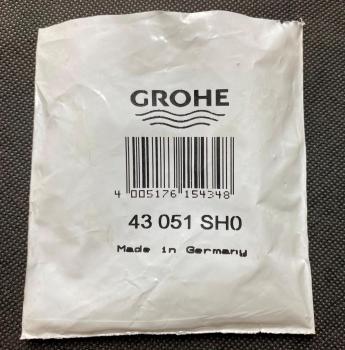 GROHE
4 005176 154348
43 051 SH0
Made in Germany